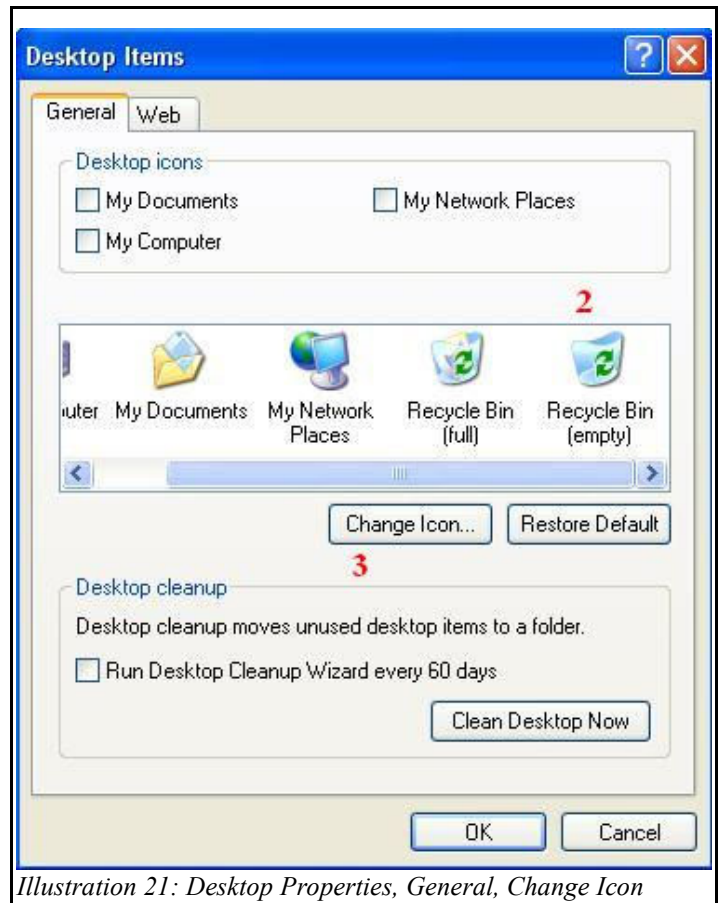 Desktop Items
General Web
Desktop icons
My Documents My Network Places
My Computer
2
uter My Documents My Network Places Recycle Bin (full) Recycle Bin (empty)
Change Icon... Restore Default
3
Desktop cleanup
Desktop cleanup moves unused desktop items to a folder.
Run Desktop Cleanup Wizard every 60 days
Clean Desktop Now
OK Cancel
Illustration 21: Desktop Properties, General, Change Icon